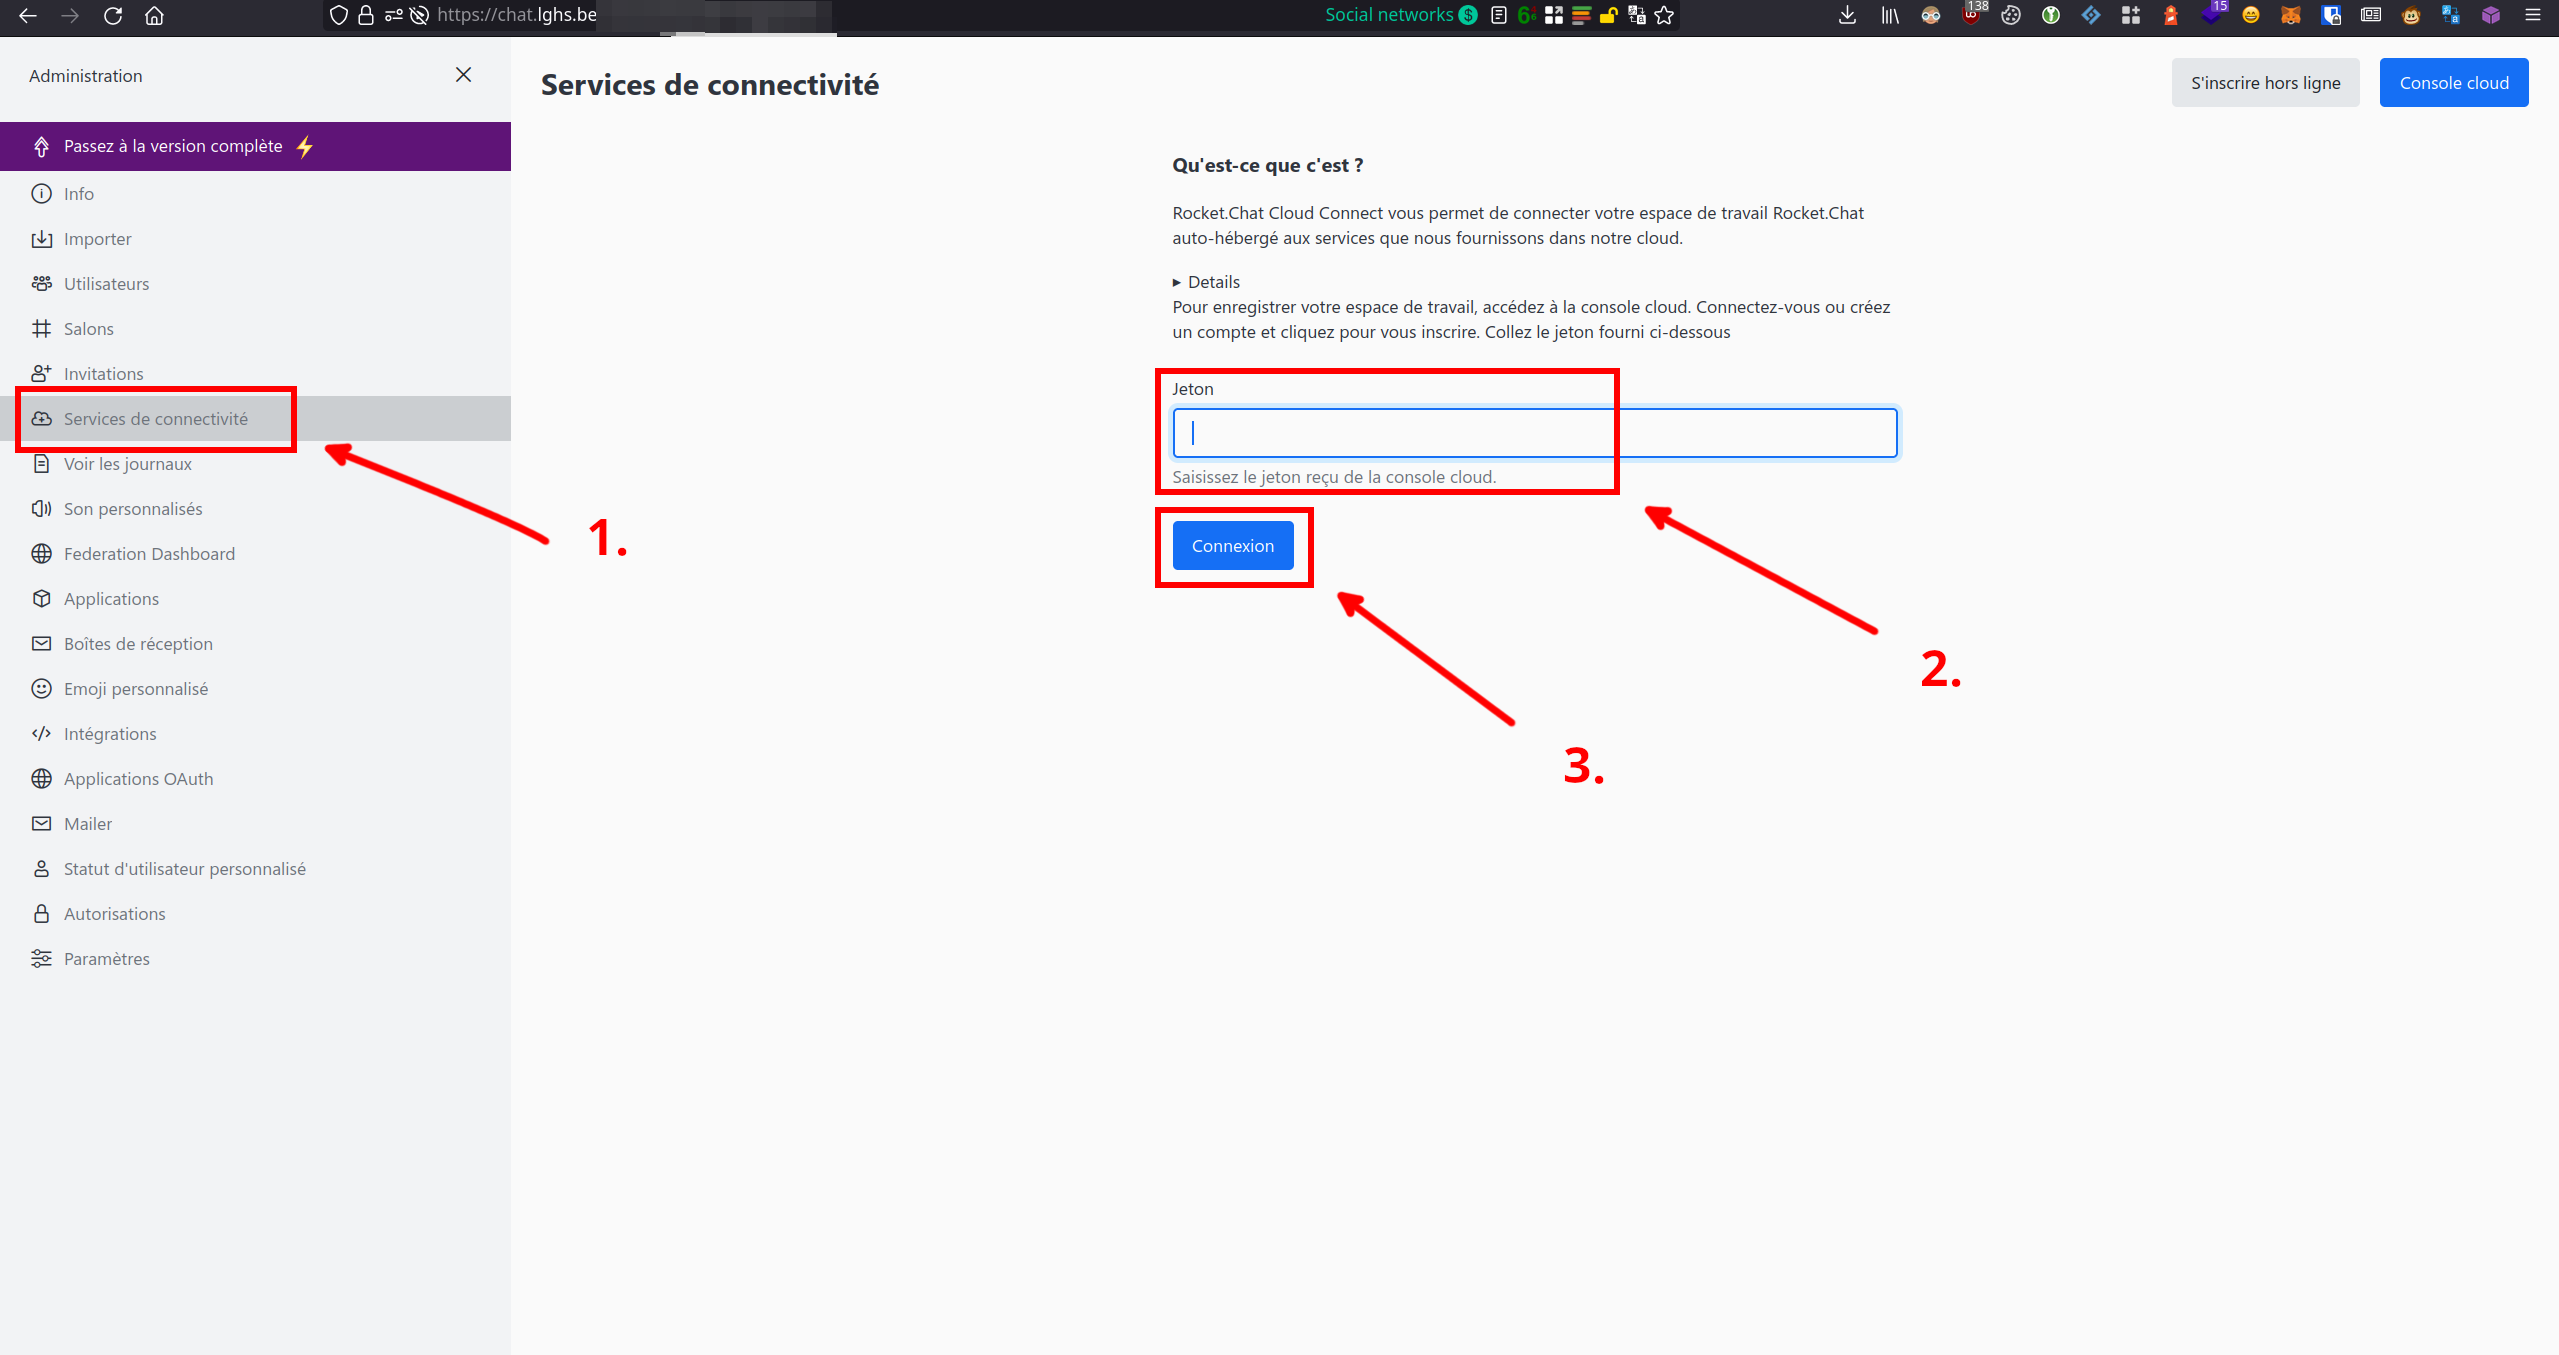 https://chat.lghs.be
Social networks
138
15
Administration
Passez à la version complète
Info
Importer
Utilisateurs
Salons
Invitations
Services de connectivité
Voir les journaux
Son personnalisés
Federation Dashboard
Applications
Boîtes de réception
Emoji personnalisé
Intégrations
Applications OAuth
Mailer
Statut d'utilisateur personnalisé
Autorisations
Paramètres
1.
Services de connectivité
S'inscrire hors ligne
Console cloud
Qu'est-ce que c'est ?
Rocket.Chat Cloud Connect vous permet de connecter votre espace de travail Rocket.Chat
auto-hébergé aux services que nous fournissons dans notre cloud.
Details
Pour enregistrer votre espace de travail, accédez à la console cloud. Connectez-vous ou créez
un compte et cliquez pour vous inscrire. Collez le jeton fourni ci-dessous
Jeton
Saisissez le jeton reçu de la console cloud.
Connexion
2.
3.